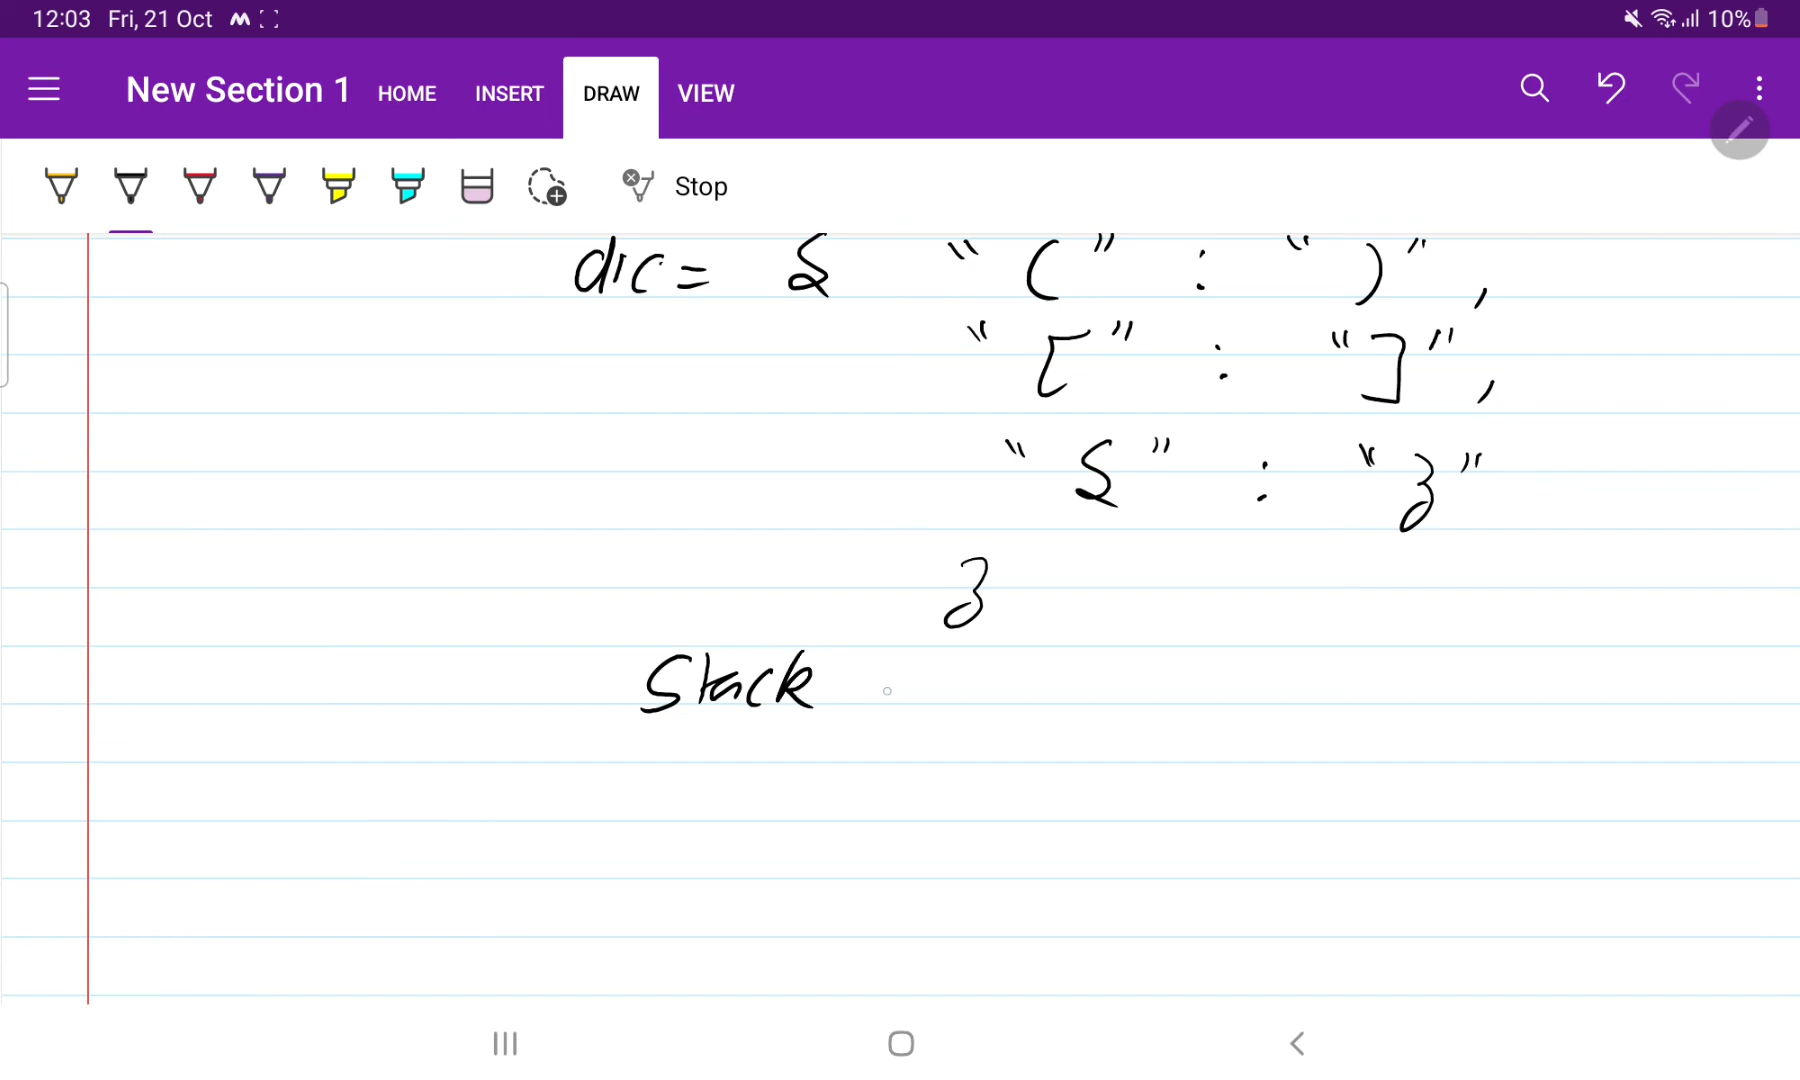 12:03 Fri, 21 Oct 10%
New Section 1 HOME INSERT DRAW VIEW
Stop
dic = { "(" : ")",
"[" : "]",
"{" : "}"
}
Stack